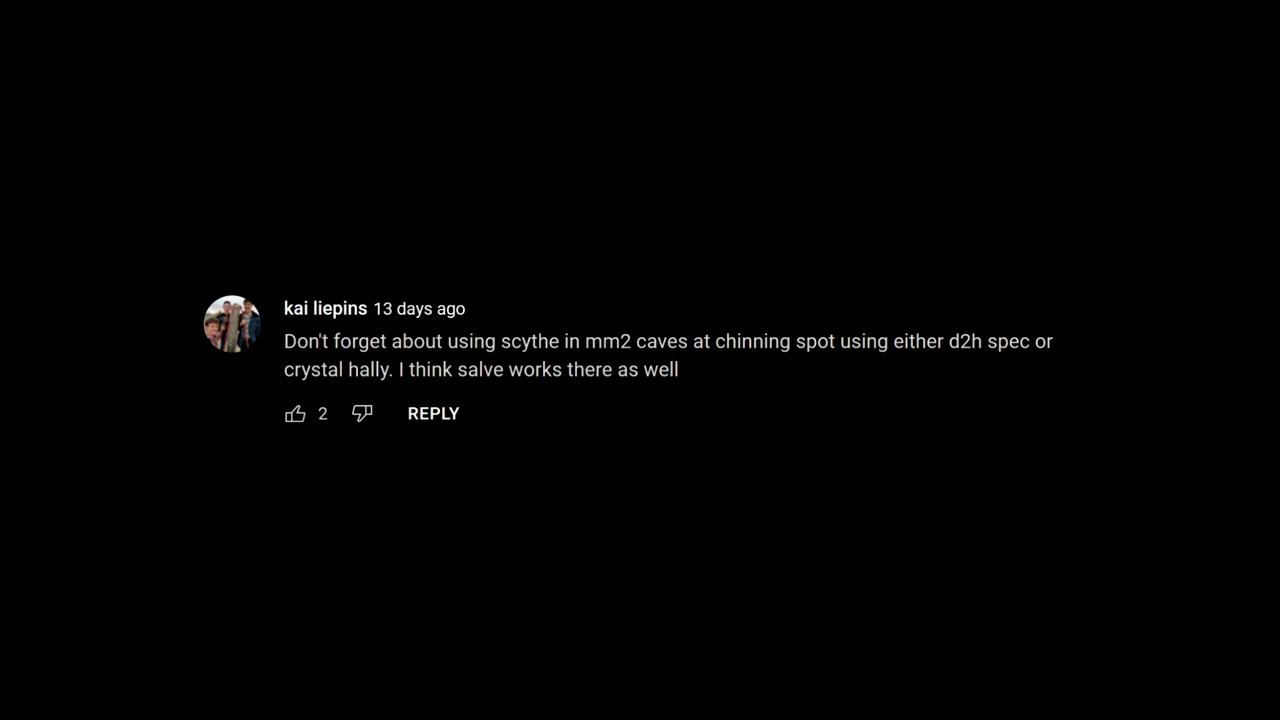 kai liepins 13 days ago
Don't forget about using scythe in mm2 caves at chinning spot using either d2h spec or
crystal hally. I think salve works there as well
2 REPLY